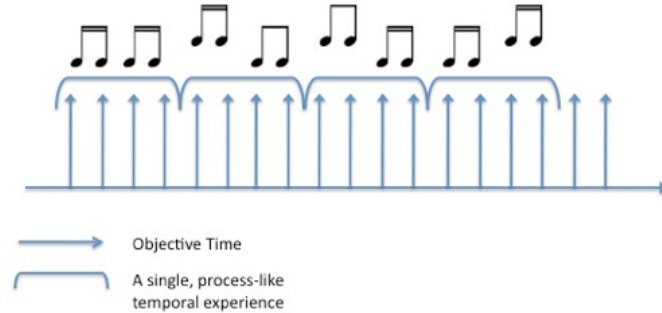 Objective Time
A single, process-like
temporal experience